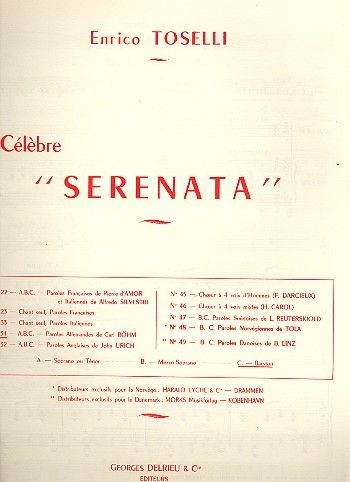 Enrico TOSELLI
Célèbre
"SERENATA"
22 — A.B.C. — Paroles Françaises de Pierre d'AMOR
et Italiennes de Alfredo SILVESTRI
23 — Chant seul, Paroles Françaises
33 — Chant seul, Paroles Italiennes
51 — A.B.C. — Paroles Allemandes de Carl BÖHM
52 — A.B.C. — Paroles Anglaises de John URICH
N° 45 — Chœur à 4 voix d'Hommes (F. DARCIEUX)
N° 46 — Chœur à 4 voix mixtes (H. CAROL)
N° 47 — B.C. Paroles Suédoises de L. REUTERSKIOLD
* N° 48 — B. C. Paroles Norvégiennes de TOLA
** N° 49 — B. C. Paroles Danoises de B. LINZ
A — Soprano ou Ténor B — Mezzo-Soprano C — Baryton
* Distributeurs exclusifs pour la Norvège : HARALD LYCHE & C° — DRAMMEN
** Distributeurs exclusifs pour le Danemark : MORKS Musikforlag — KOBENHAVN
GEORGES DELRIEU & Cie
EDITEURS